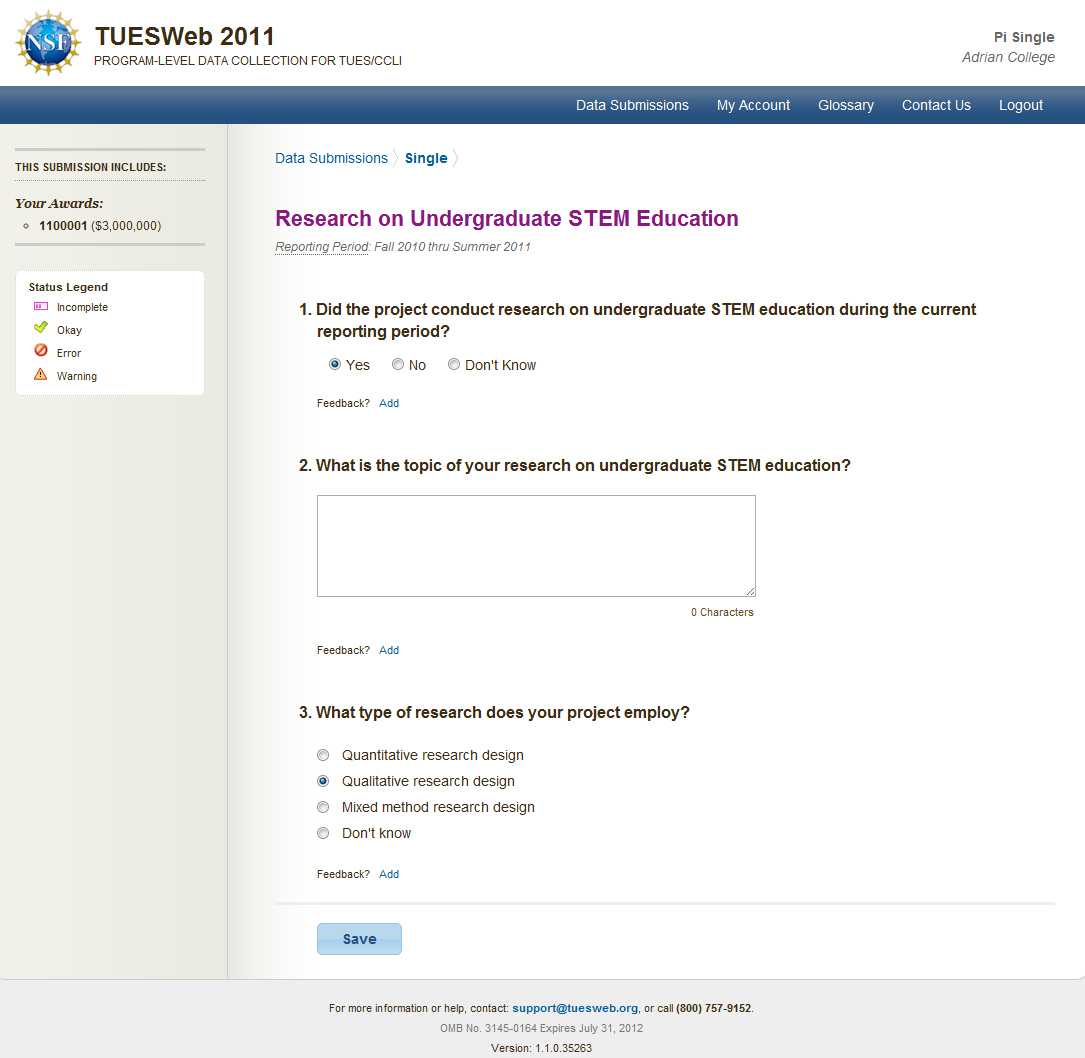 NSF
TUESWeb 2011
PROGRAM-LEVEL DATA COLLECTION FOR TUES/CCLI
Pi Single
Adrian College
Data Submissions My Account Glossary Contact Us Logout
THIS SUBMISSION INCLUDES:
Your Awards:
1100001 ($3,000,000)
Status Legend
Incomplete
Okay
Error
Warning
Data Submissions Single
Research on Undergraduate STEM Education
Reporting Period: Fall 2010 thru Summer 2011
1. Did the project conduct research on undergraduate STEM education during the current
reporting period?
Yes No Don't Know
Feedback? Add
2. What is the topic of your research on undergraduate STEM education?
0 Characters
Feedback? Add
3. What type of research does your project employ?
Quantitative research design
Qualitative research design
Mixed method research design
Don't know
Feedback? Add
Save
For more information or help, contact: support@tuesweb.org, or call (800) 757-9152.
OMB No. 3145-0164 Expires July 31, 2012
Version: 1.1.0.35263